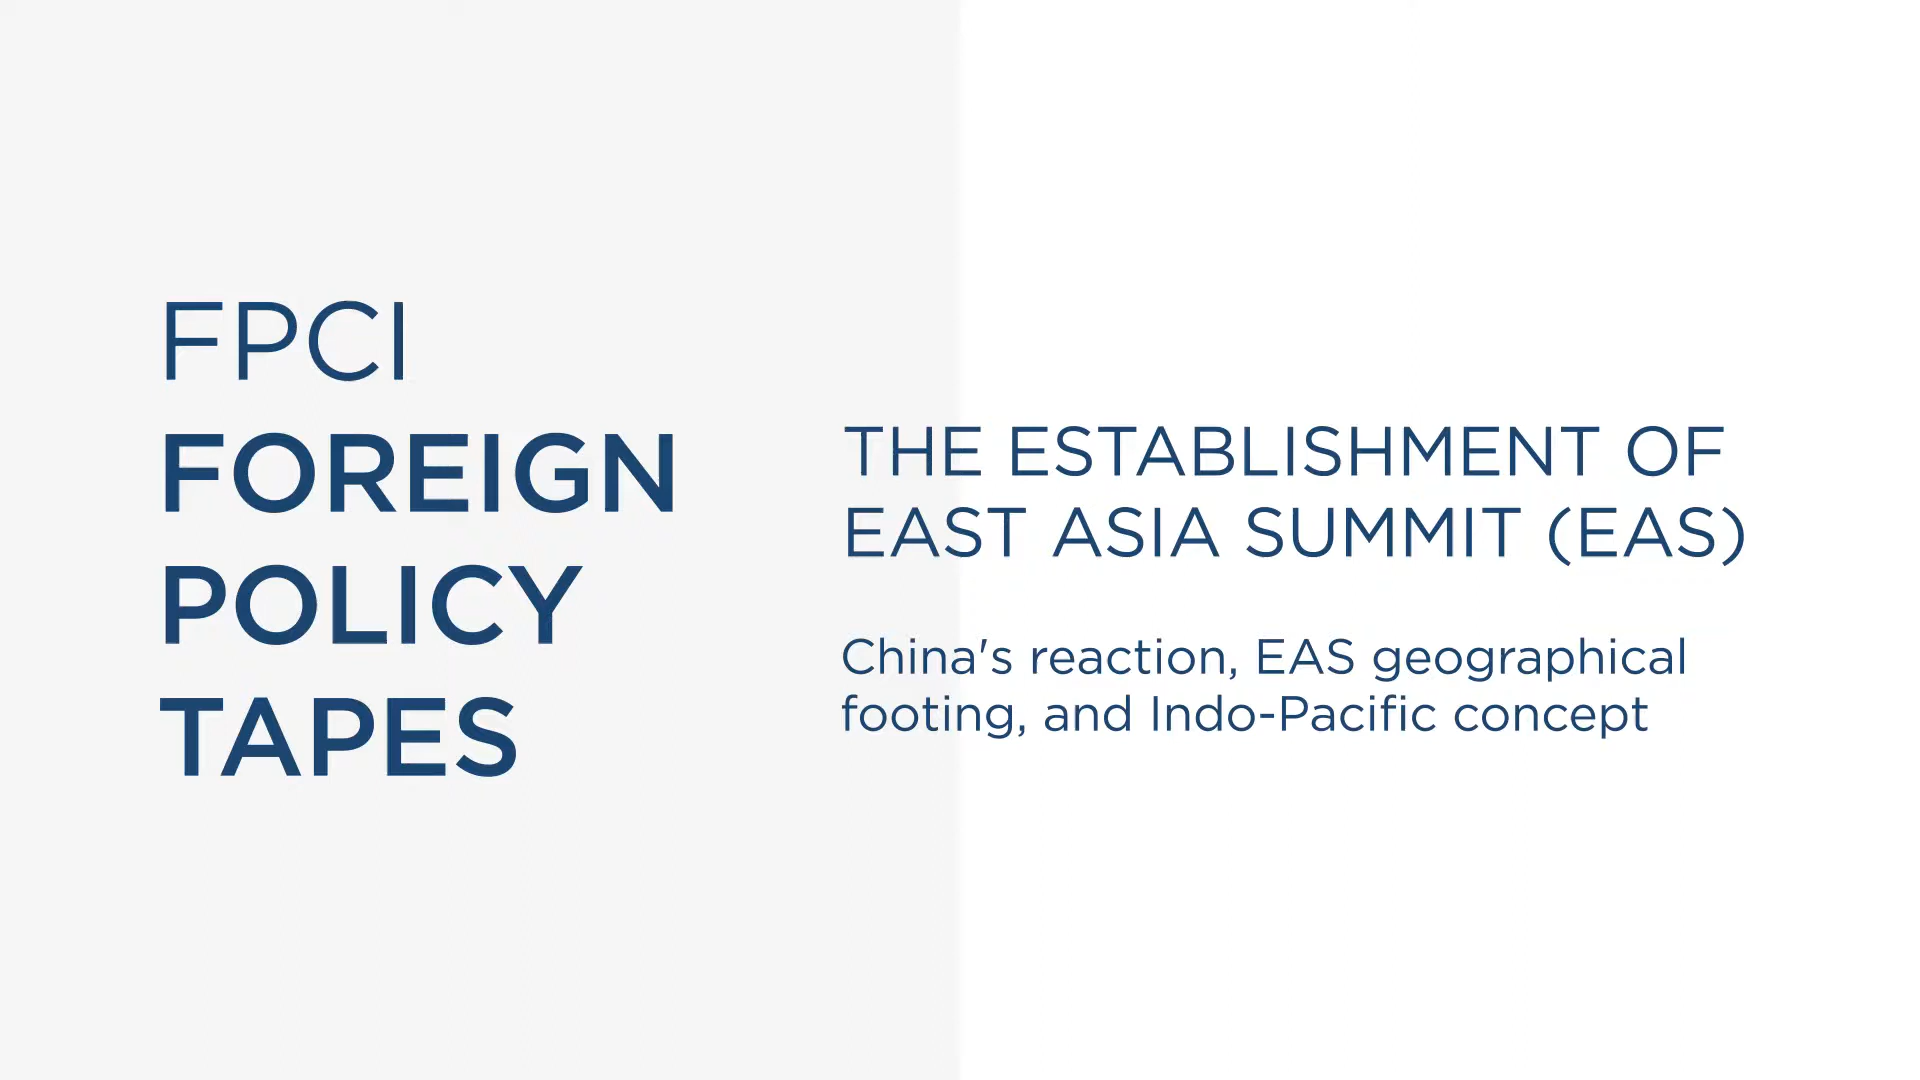 FPCI
FOREIGN
POLICY
TAPES
THE ESTABLISHMENT OF
EAST ASIA SUMMIT (EAS)
China's reaction, EAS geographical
footing, and Indo-Pacific concept